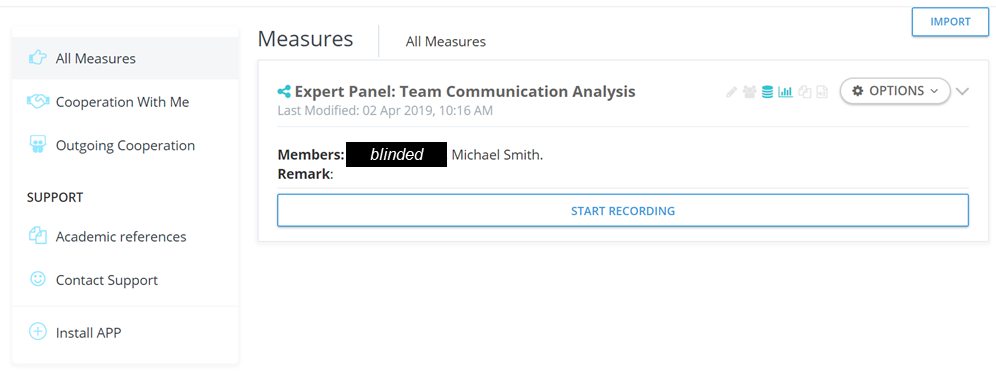 IMPORT
Measures
All Measures
All Measures
Cooperation With Me
Outgoing Cooperation
SUPPORT
Academic references
Contact Support
Install APP
Expert Panel: Team Communication Analysis
OPTIONS
Last Modified: 02 Apr 2019, 10:16 AM
Members: blinded Michael Smith.
Remark:
START RECORDING